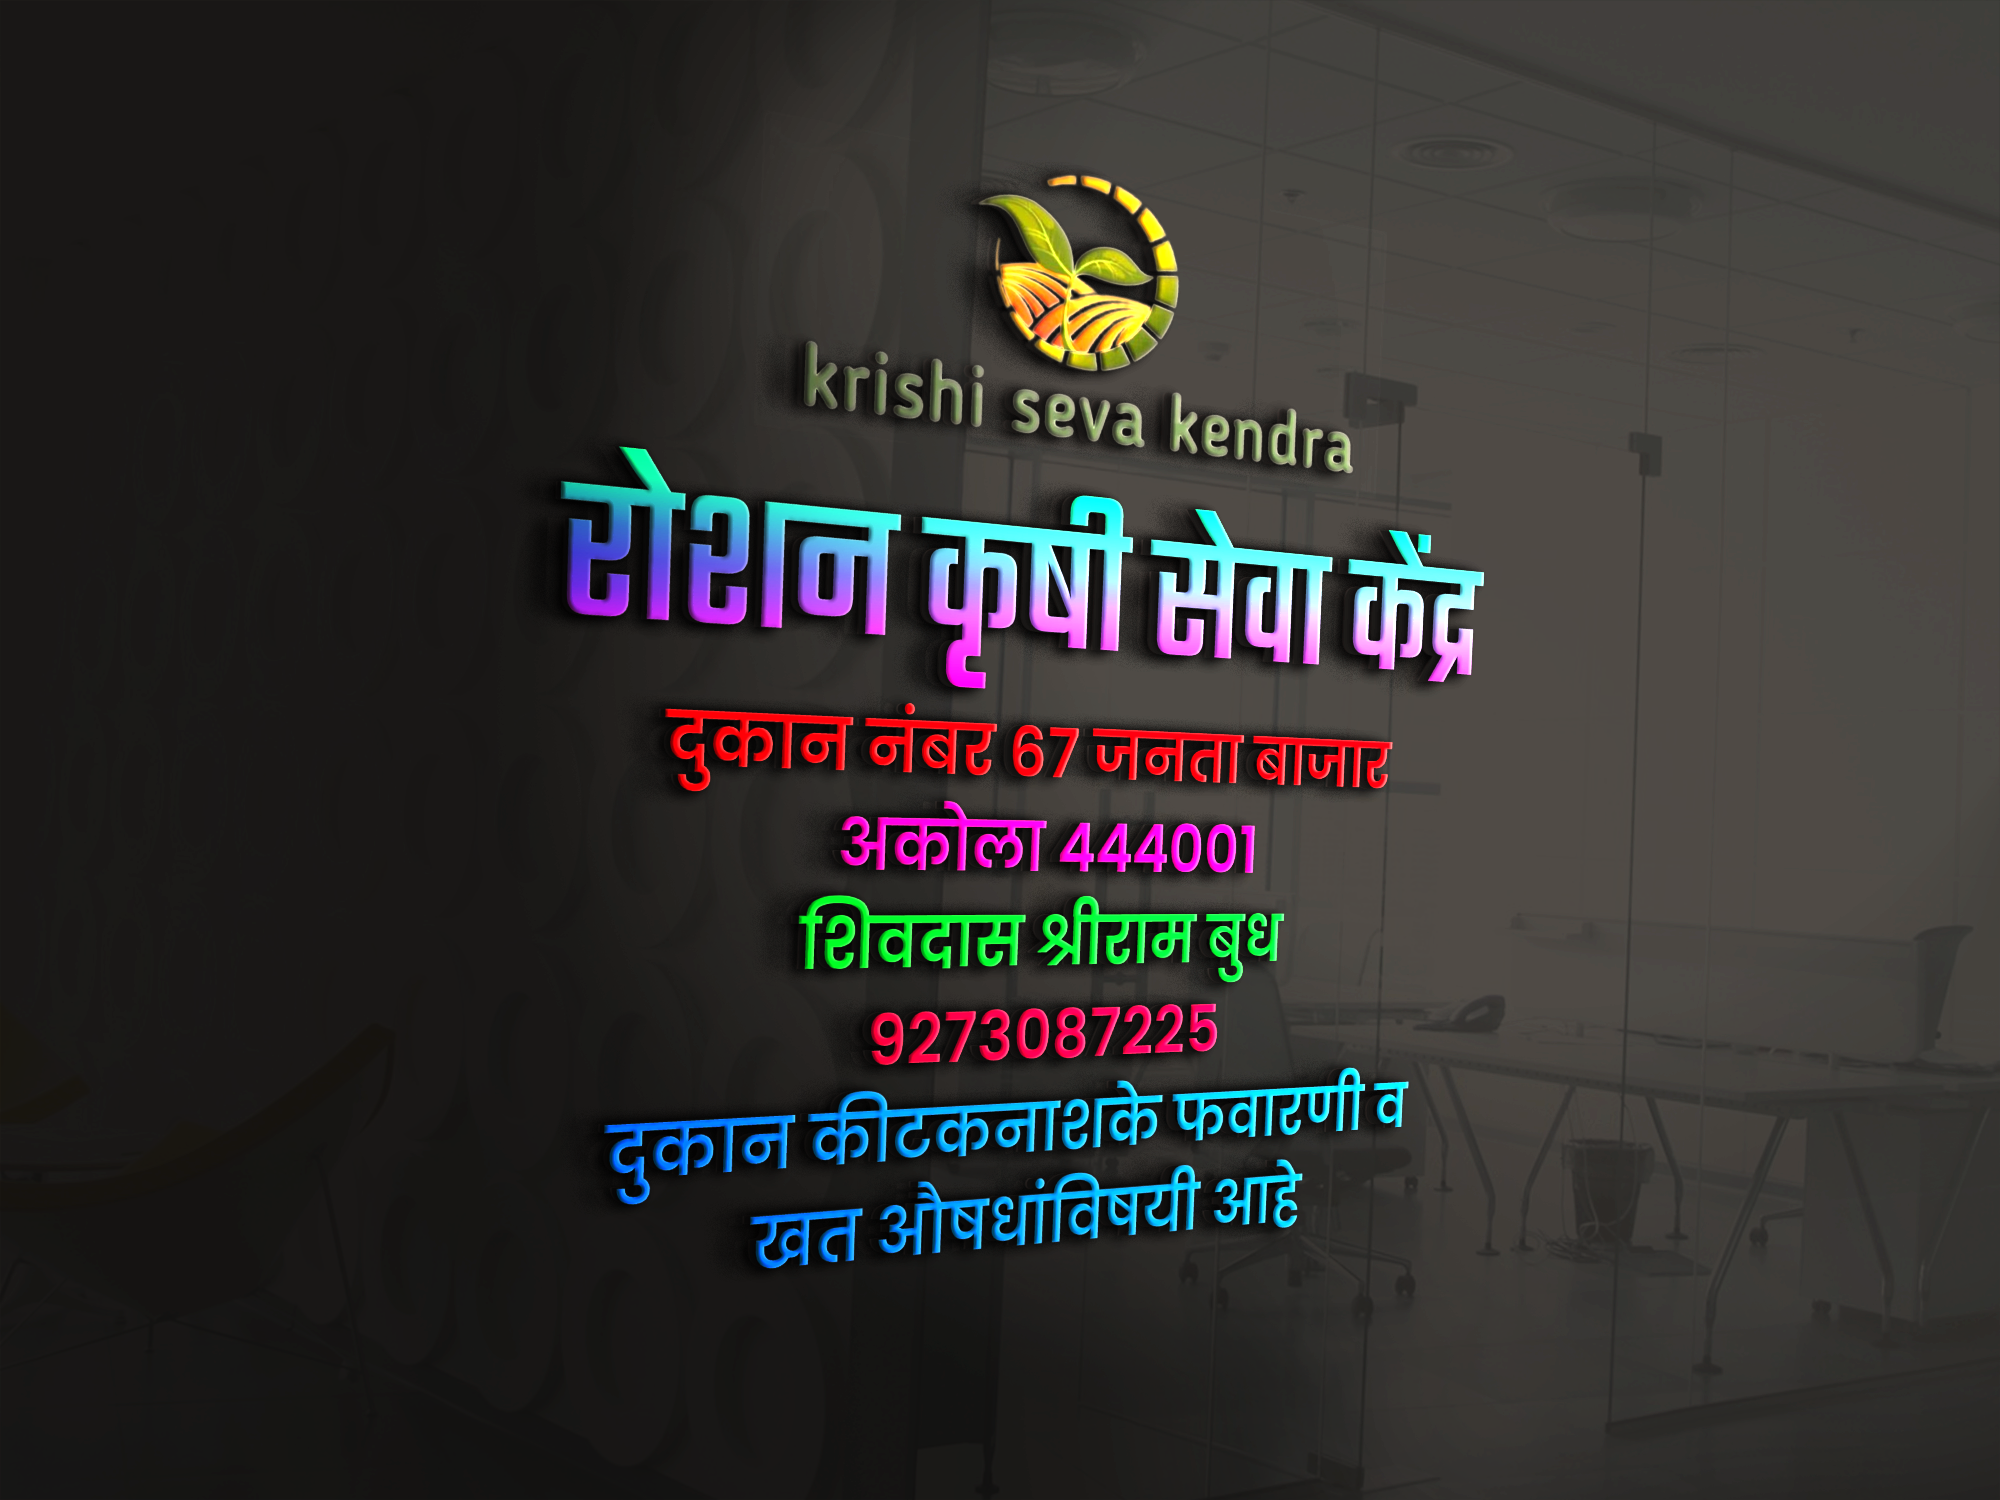 krishi seva kendra
रोशन कृषी सेवा केंद्र
दुकान नंबर 67 जनता बाजार
अकोला 444001
शिवदास श्रीराम बुध
9273087225
दुकान कीटकनाशके फवारणी व
खत औषधांविषयी आहे